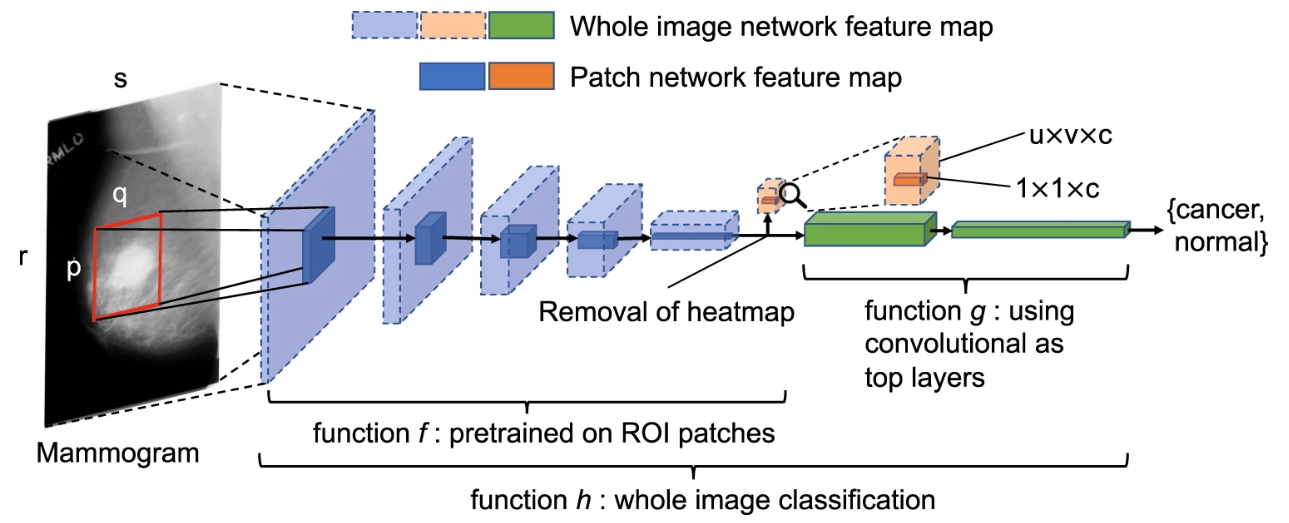 Whole image network feature map
Patch network feature map
s
RMLO
r
q
p
u×v×c
1×1×c
{cancer,
normal}
Removal of heatmap
function g : using
convolutional as
top layers
function f : pretrained on ROI patches
Mammogram
function h : whole image classification